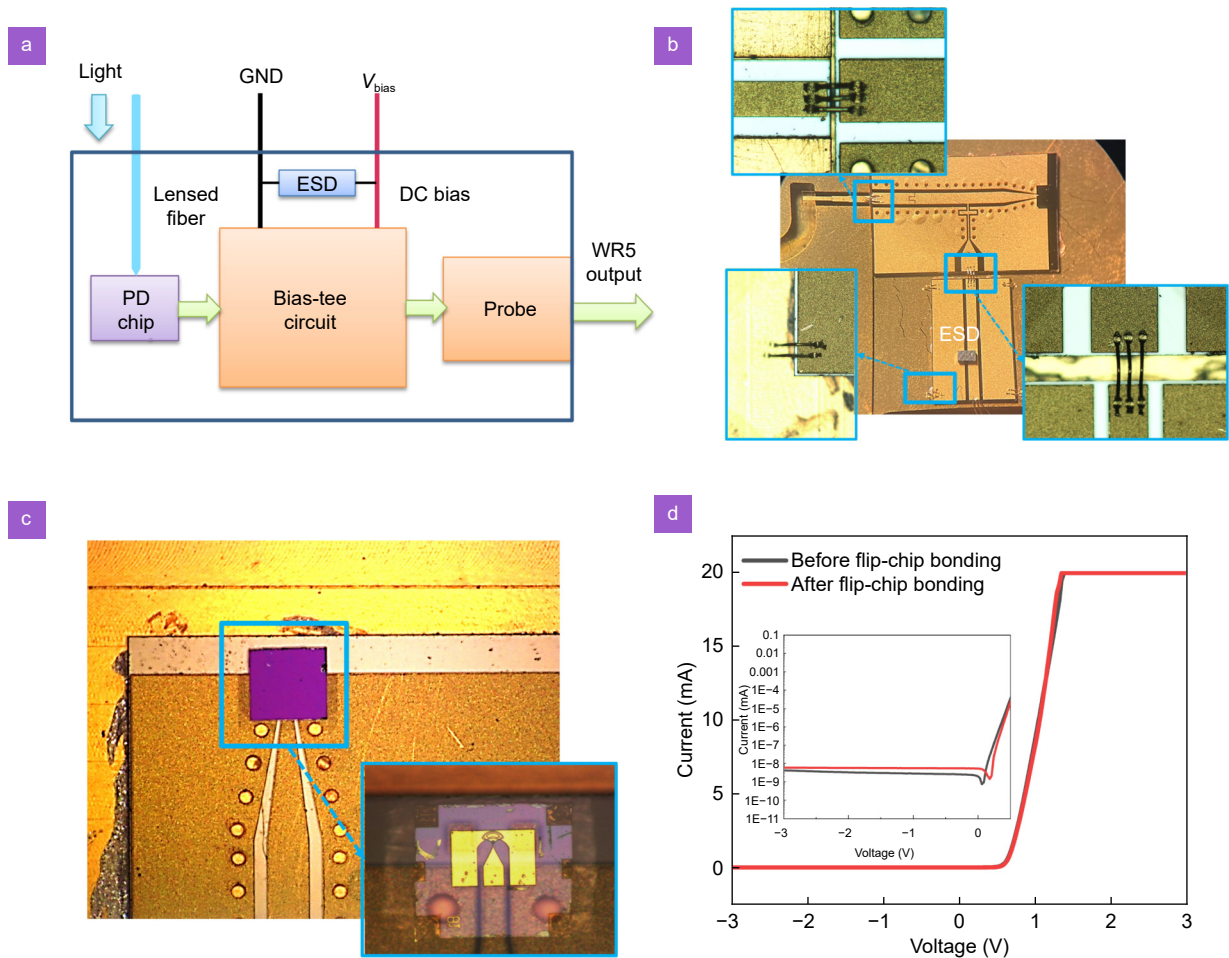 a
Light
GND
Vbias
ESD
Lensed
fiber
DC bias
PD
chip
Bias-tee
circuit
Probe
WR5
output
b
ESD
c
d
Before flip-chip bonding
After flip-chip bonding
Current (mA)
20
15
10
5
0
−3
−2
−1
0
1
2
3
Voltage (V)
Current (mA)
0.1
0.01
0.001
1E−4
1E−5
1E−6
1E−7
1E−8
1E−9
1E−10
1E−11
−3
−2
−1
0
Voltage (V)